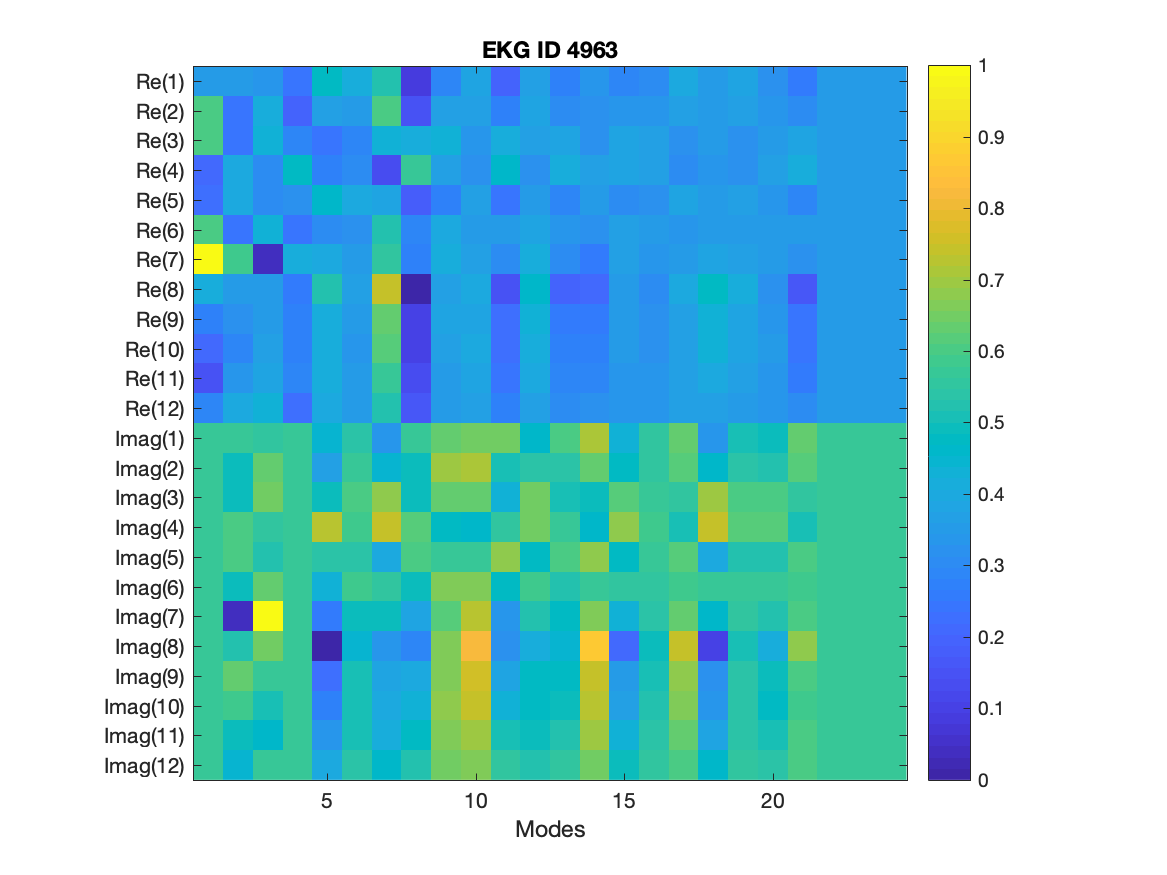 EKG ID 4963
Re(1)
Re(2)
Re(3)
Re(4)
Re(5)
Re(6)
Re(7)
Re(8)
Re(9)
Re(10)
Re(11)
Re(12)
Imag(1)
Imag(2)
Imag(3)
Imag(4)
Imag(5)
Imag(6)
Imag(7)
Imag(8)
Imag(9)
Imag(10)
Imag(11)
Imag(12)
5 10 15 20
Modes
1
0.9
0.8
0.7
0.6
0.5
0.4
0.3
0.2
0.1
0